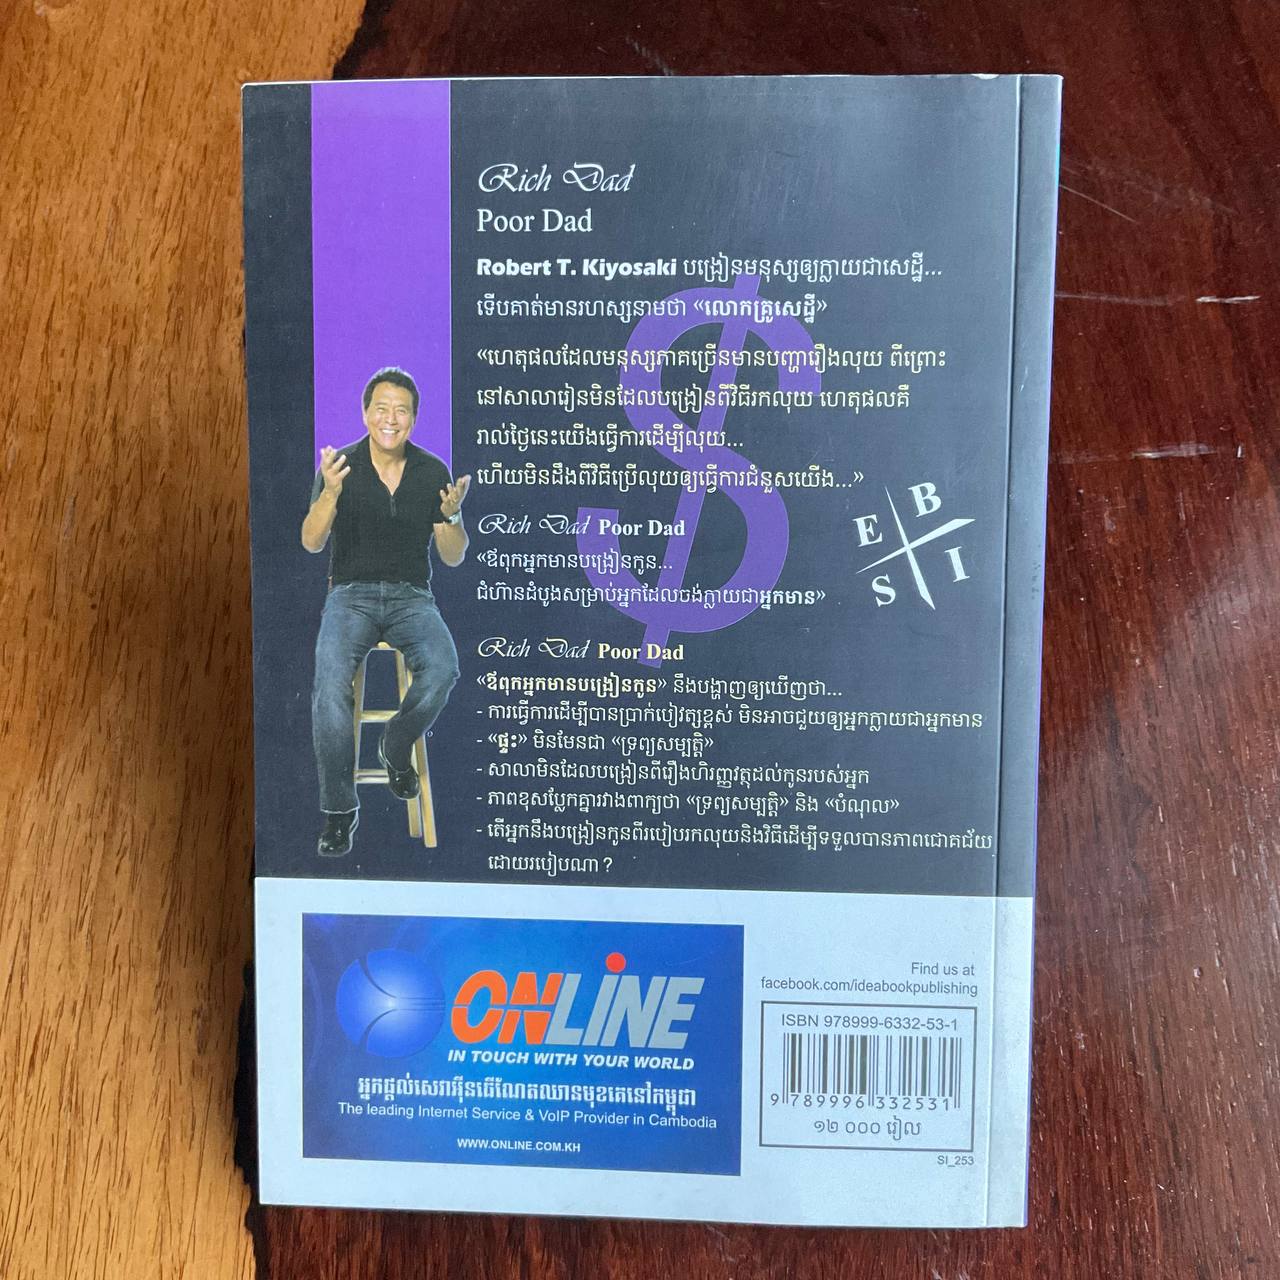 Rich Dad
Poor Dad
Robert T. Kiyosaki បង្រៀនមនុស្សឲ្យក្លាយជាសេដ្ឋី...
ទើបគាត់មានរហស្សនាមថា «លោកគ្រូសេដ្ឋី»
«ហេតុផលដែលមនុស្សភាគច្រើនមានបញ្ហារឿងលុយ ពីព្រោះ
នៅសាលារៀនមិនដែលបង្រៀនពីវិធីរកលុយ ហេតុផលគឺ
រាល់ថ្ងៃនេះយើងធ្វើការដើម្បីលុយ...
ហើយមិនដឹងពីវិធីប្រើលុយឲ្យធ្វើការជំនួសយើង...»
E B
S I
Rich Dad Poor Dad
«ឪពុកអ្នកមានបង្រៀនកូន...
ជំហ៊ានដំបូងសម្រាប់អ្នកដែលចង់ក្លាយជាអ្នកមាន»
Rich Dad Poor Dad
«ឪពុកអ្នកមានបង្រៀនកូន» នឹងបង្ហាញឲ្យឃើញថា...
- ការធ្វើការដើម្បីបានប្រាក់បៀវត្សខ្ពស់ មិនអាចជួយឲ្យអ្នកក្លាយជាអ្នកមាន
- «ផ្ទះ» មិនមែនជា «ទ្រព្យសម្បត្តិ»
- សាលាមិនដែលបង្រៀនពីរឿងហិរញ្ញវត្ថុដល់កូនរបស់អ្នក
- ភាពខុសប្លែកគ្នារវាងពាក្យថា «ទ្រព្យសម្បត្តិ» និង «បំណុល»
- តើអ្នកនឹងបង្រៀនកូនពីរបៀបរកលុយនិងវិធីដើម្បីទទួលបានភាពជោគជ័យ
ដោយរបៀបណា?
ONLINE
IN TOUCH WITH YOUR WORLD
អ្នកផ្តល់សេវាអ៊ីនធើណែតឈានមុខគេនៅកម្ពុជា
The leading Internet Service & VoIP Provider in Cambodia
WWW.ONLINE.COM.KH
Find us at
facebook.com/ideabookpublishing
ISBN 978999-6332-53-1
9 789996 332531
១២ ០០០ រៀល
SI_253